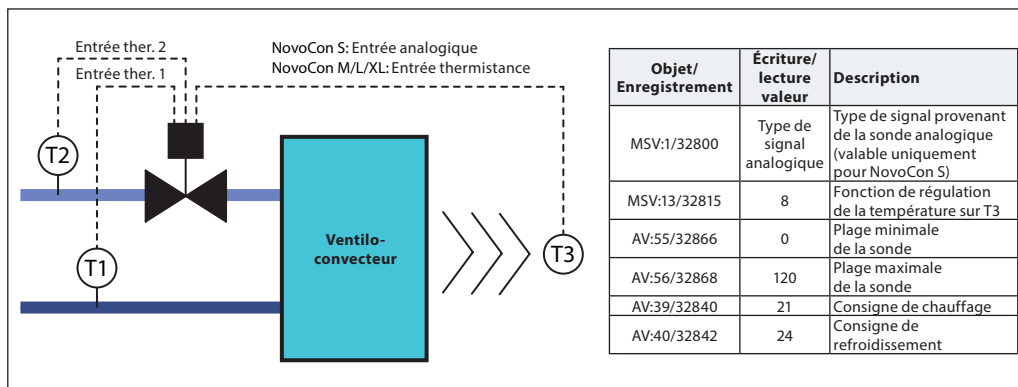 Entrée ther. 2
Entrée ther. 1
NovoCon S: Entrée analogique
NovoCon M/L/XL: Entrée thermistance
T2
T1
Ventilo-
convecteur
T3
Objet/
Enregistrement
Écriture/
lecture
valeur
Description
MSV:1/32800
Type de
signal
analogique
Type de signal provenant
de la sonde analogique
(valable uniquement
pour NovoCon S)
MSV:13/32815
8
Fonction de régulation
de la température sur T3
AV:55/32866
0
Plage minimale
de la sonde
AV:56/32868
120
Plage maximale
de la sonde
AV:39/32840
21
Consigne de chauffage
AV:40/32842
24
Consigne de
refroidissement